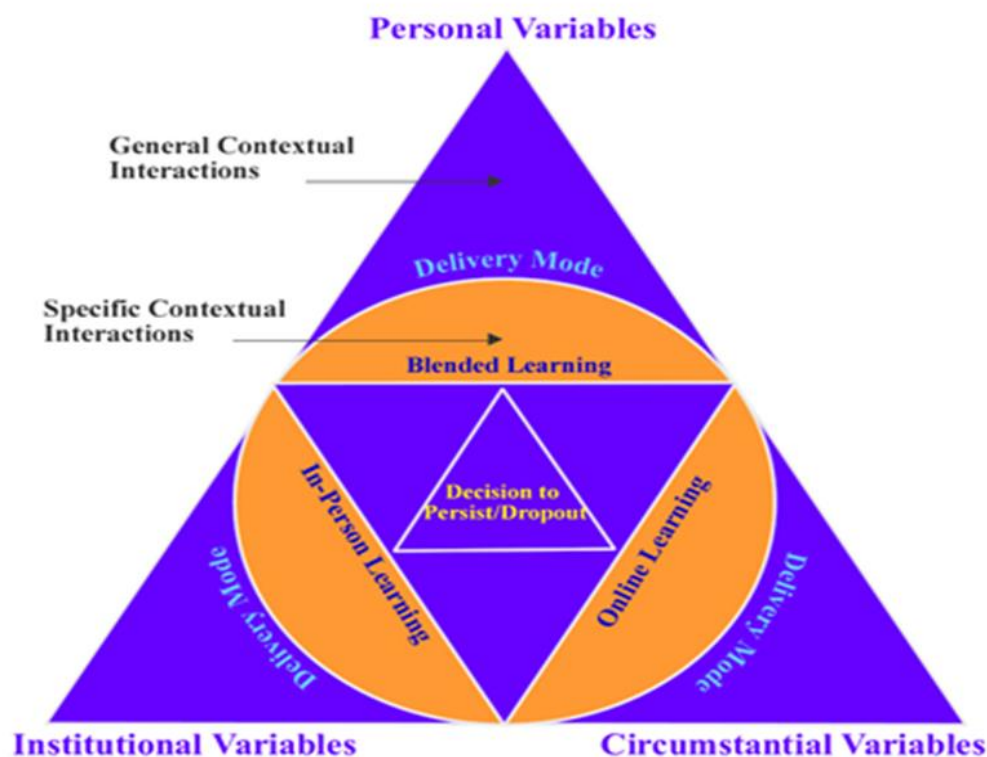 Personal Variables
General Contextual
Interactions
Delivery Mode
Specific Contextual
Interactions
Blended Learning
In-Person Learning
Decision to
Persist/Dropout
Online Learning
Delivery Mode
Delivery Mode
Institutional Variables
Circumstantial Variables